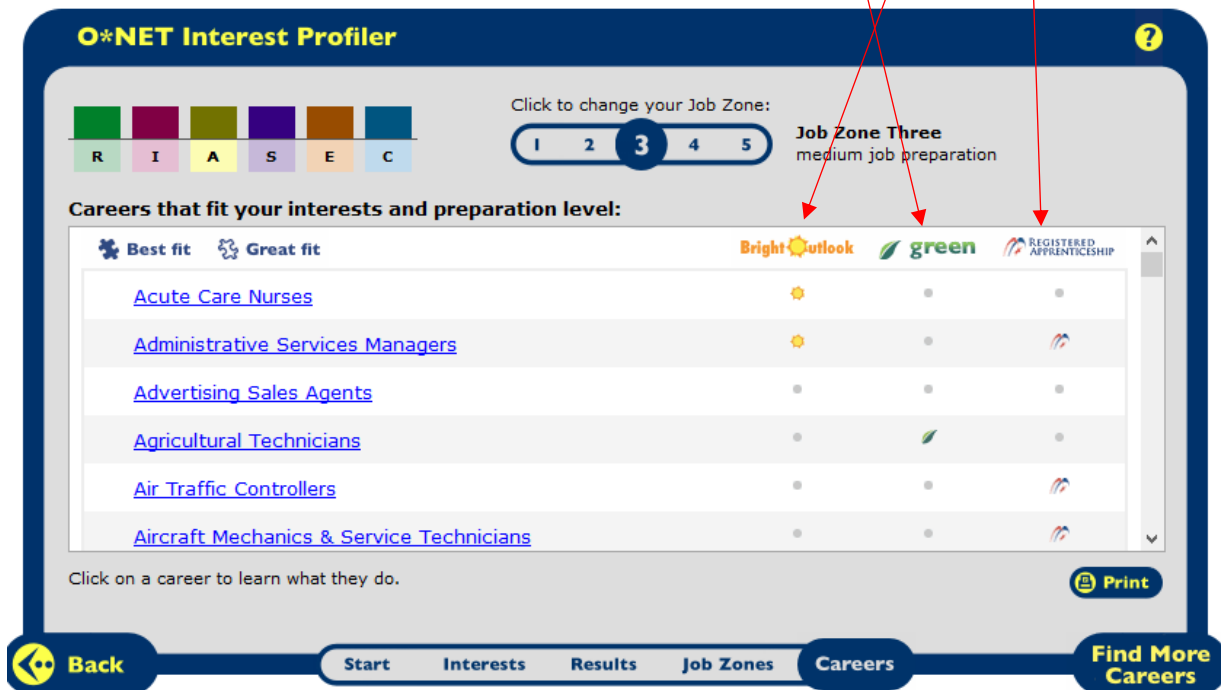 O*NET Interest Profiler
?
Click to change your Job Zone:
R I A S E C
1 2 3 4 5
Job Zone Three
medium job preparation
Careers that fit your interests and preparation level:
Best fit Great fit Bright Outlook green REGISTERED APPRENTICESHIP
Acute Care Nurses
Administrative Services Managers
Advertising Sales Agents
Agricultural Technicians
Air Traffic Controllers
Aircraft Mechanics & Service Technicians
Click on a career to learn what they do.
Print
Back
Start Interests Results Job Zones Careers
Find More
Careers